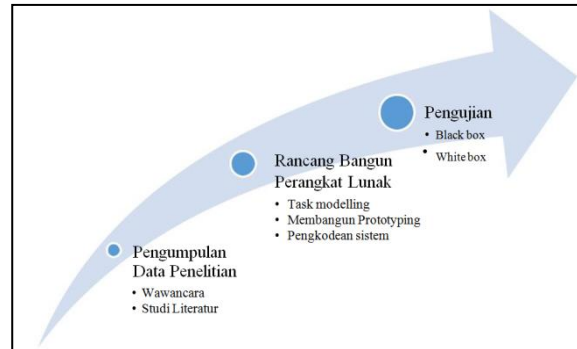 Pengujian
• Black box
• White box
Rancang Bangun
Perangkat Lunak
• Task modelling
• Membangun Prototyping
• Pengkodean sistem
Pengumpulan
Data Penelitian
• Wawancara
• Studi Literatur